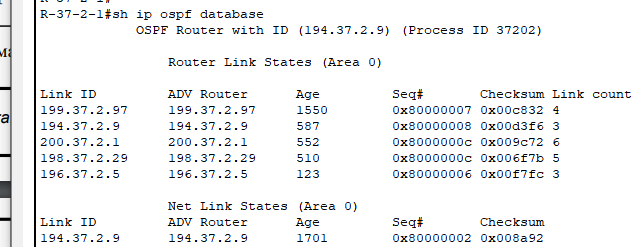 R-37-2-1#sh ip ospf database
OSPF Router with ID (194.37.2.9) (Process ID 37202)
Router Link States (Area 0)
Link ID ADV Router Age Seq# Checksum Link count
199.37.2.97 199.37.2.97 1550 0x80000007 0x00c832 4
194.37.2.9 194.37.2.9 587 0x80000008 0x00d3f6 3
200.37.2.1 200.37.2.1 552 0x8000000c 0x009c72 6
198.37.2.29 198.37.2.29 510 0x8000000c 0x006f7b 5
196.37.2.5 196.37.2.5 123 0x80000006 0x00f7fc 3
Net Link States (Area 0)
Link ID ADV Router Age Seq# Checksum
194.37.2.9 194.37.2.9 1701 0x80000002 0x008a92